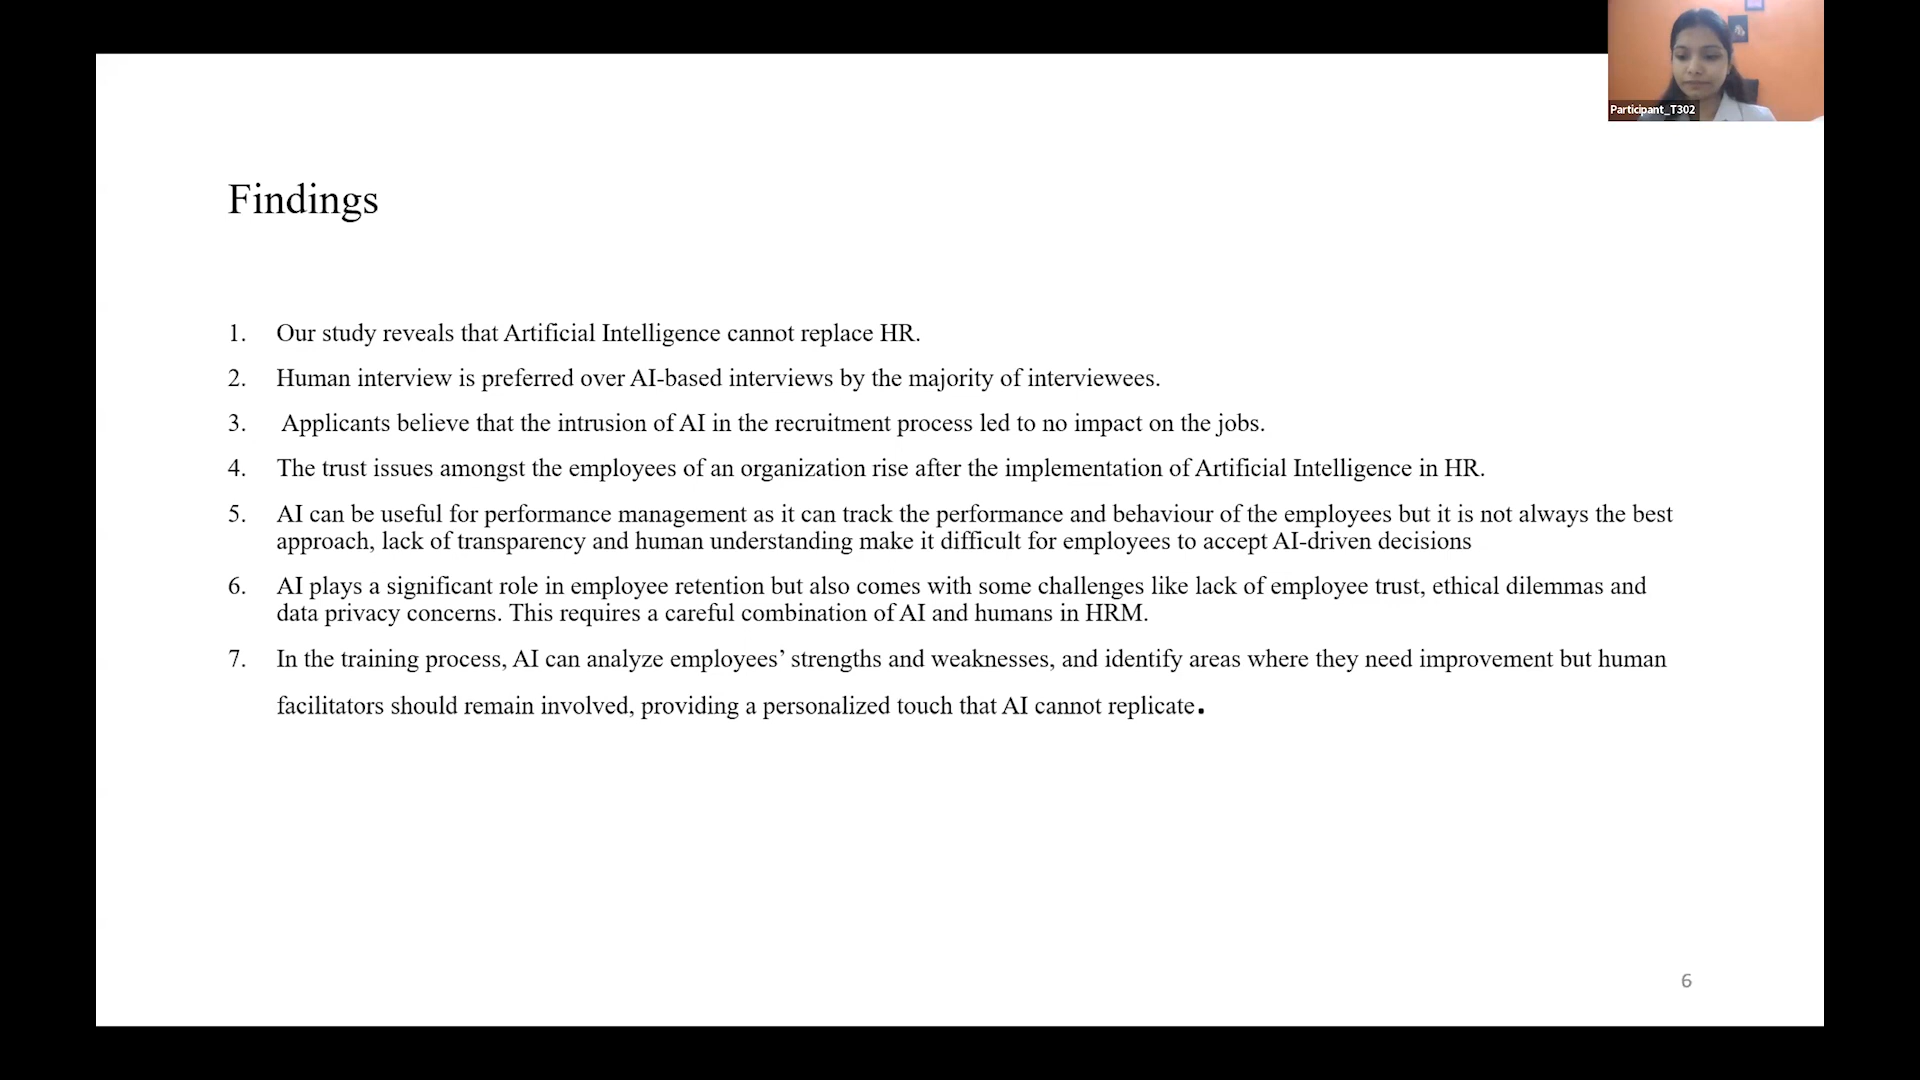 Participant_T302
Findings
1. Our study reveals that Artificial Intelligence cannot replace HR.
2. Human interview is preferred over AI-based interviews by the majority of interviewees.
3. Applicants believe that the intrusion of AI in the recruitment process led to no impact on the jobs.
4. The trust issues amongst the employees of an organization rise after the implementation of Artificial Intelligence in HR.
5. AI can be useful for performance management as it can track the performance and behaviour of the employees but it is not always the best
approach, lack of transparency and human understanding make it difficult for employees to accept AI-driven decisions
6. AI plays a significant role in employee retention but also comes with some challenges like lack of employee trust, ethical dilemmas and
data privacy concerns. This requires a careful combination of AI and humans in HRM.
7. In the training process, AI can analyze employees’ strengths and weaknesses, and identify areas where they need improvement but human
facilitators should remain involved, providing a personalized touch that AI cannot replicate.
6